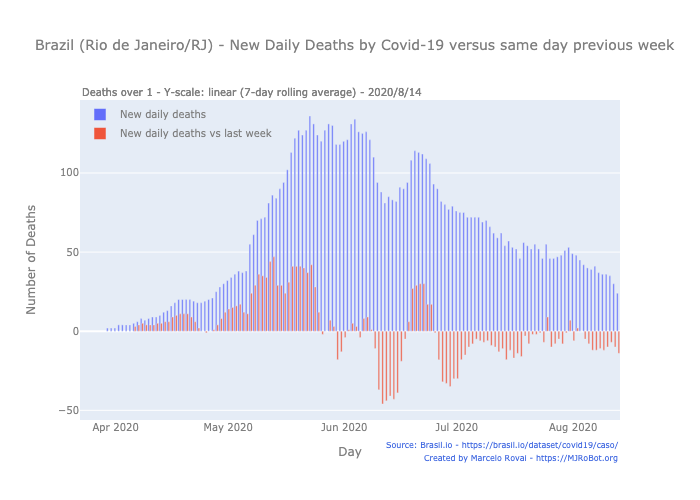 Brazil (Rio de Janeiro/RJ) - New Daily Deaths by Covid-19 versus same day previous week
Deaths over 1 - Y-scale: linear (7-day rolling average) - 2020/8/14
New daily deaths
New daily deaths vs last week
100
50
0
−50
Number of Deaths
Apr 2020
May 2020
Jun 2020
Jul 2020
Aug 2020
Day
Source: Brasil.io - https://brasil.io/dataset/covid19/caso/
Created by Marcelo Rovai - https://MJRoBot.org